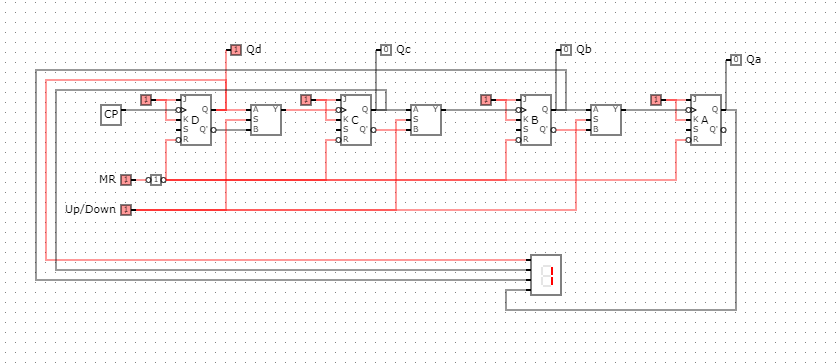 1 Qd 0 Qc 0 Qb 0 Qa
CP 1 J Q K D S Q' R A Y S B 1 J Q K C S Q' R A Y S B 1 J Q K B S Q' R A Y S B 1 J Q K A S Q' R
MR 1 1
Up/Down 1
1